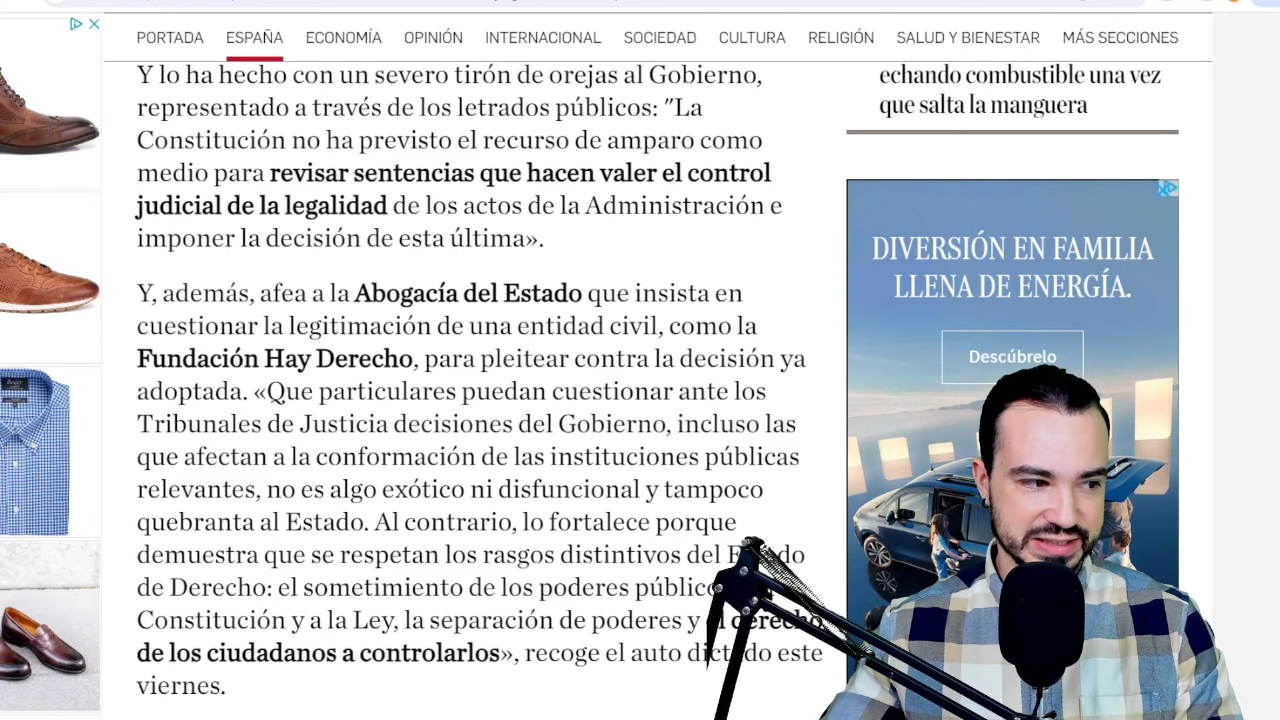 PORTADA ESPAÑA ECONOMÍA OPINIÓN INTERNACIONAL SOCIEDAD CULTURA RELIGIÓN SALUD Y BIENESTAR MÁS SECCIONES
Y lo ha hecho con un severo tirón de orejas al Gobierno,
representado a través de los letrados públicos: "La
Constitución no ha previsto el recurso de amparo como
medio para revisar sentencias que hacen valer el control
judicial de la legalidad de los actos de la Administración e
imponer la decisión de esta última».
Y, además, afea a la Abogacía del Estado que insista en
cuestionar la legitimación de una entidad civil, como la
Fundación Hay Derecho, para pleitear contra la decisión ya
adoptada. «Que particulares puedan cuestionar ante los
Tribunales de Justicia decisiones del Gobierno, incluso las
que afectan a la conformación de las instituciones públicas
relevantes, no es algo exótico ni disfuncional y tampoco
quebranta al Estado. Al contrario, lo fortalece porque
demuestra que se respetan los rasgos distintivos del
de Derecho: el sometimiento de los poderes
Constitución y a la Ley, la separación de poderes y el derecho
de los ciudadanos a controlarlos», recoge el auto dictado este
viernes.
echando combustible una vez
que salta la manguera
DIVERSIÓN EN FAMILIA
LLENA DE ENERGÍA.
Descúbrelo